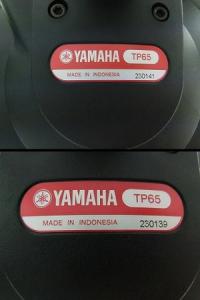 YAMAHA TP65
MADE IN INDONESIA 230141
YAMAHA TP65
MADE IN INDONESIA 230139